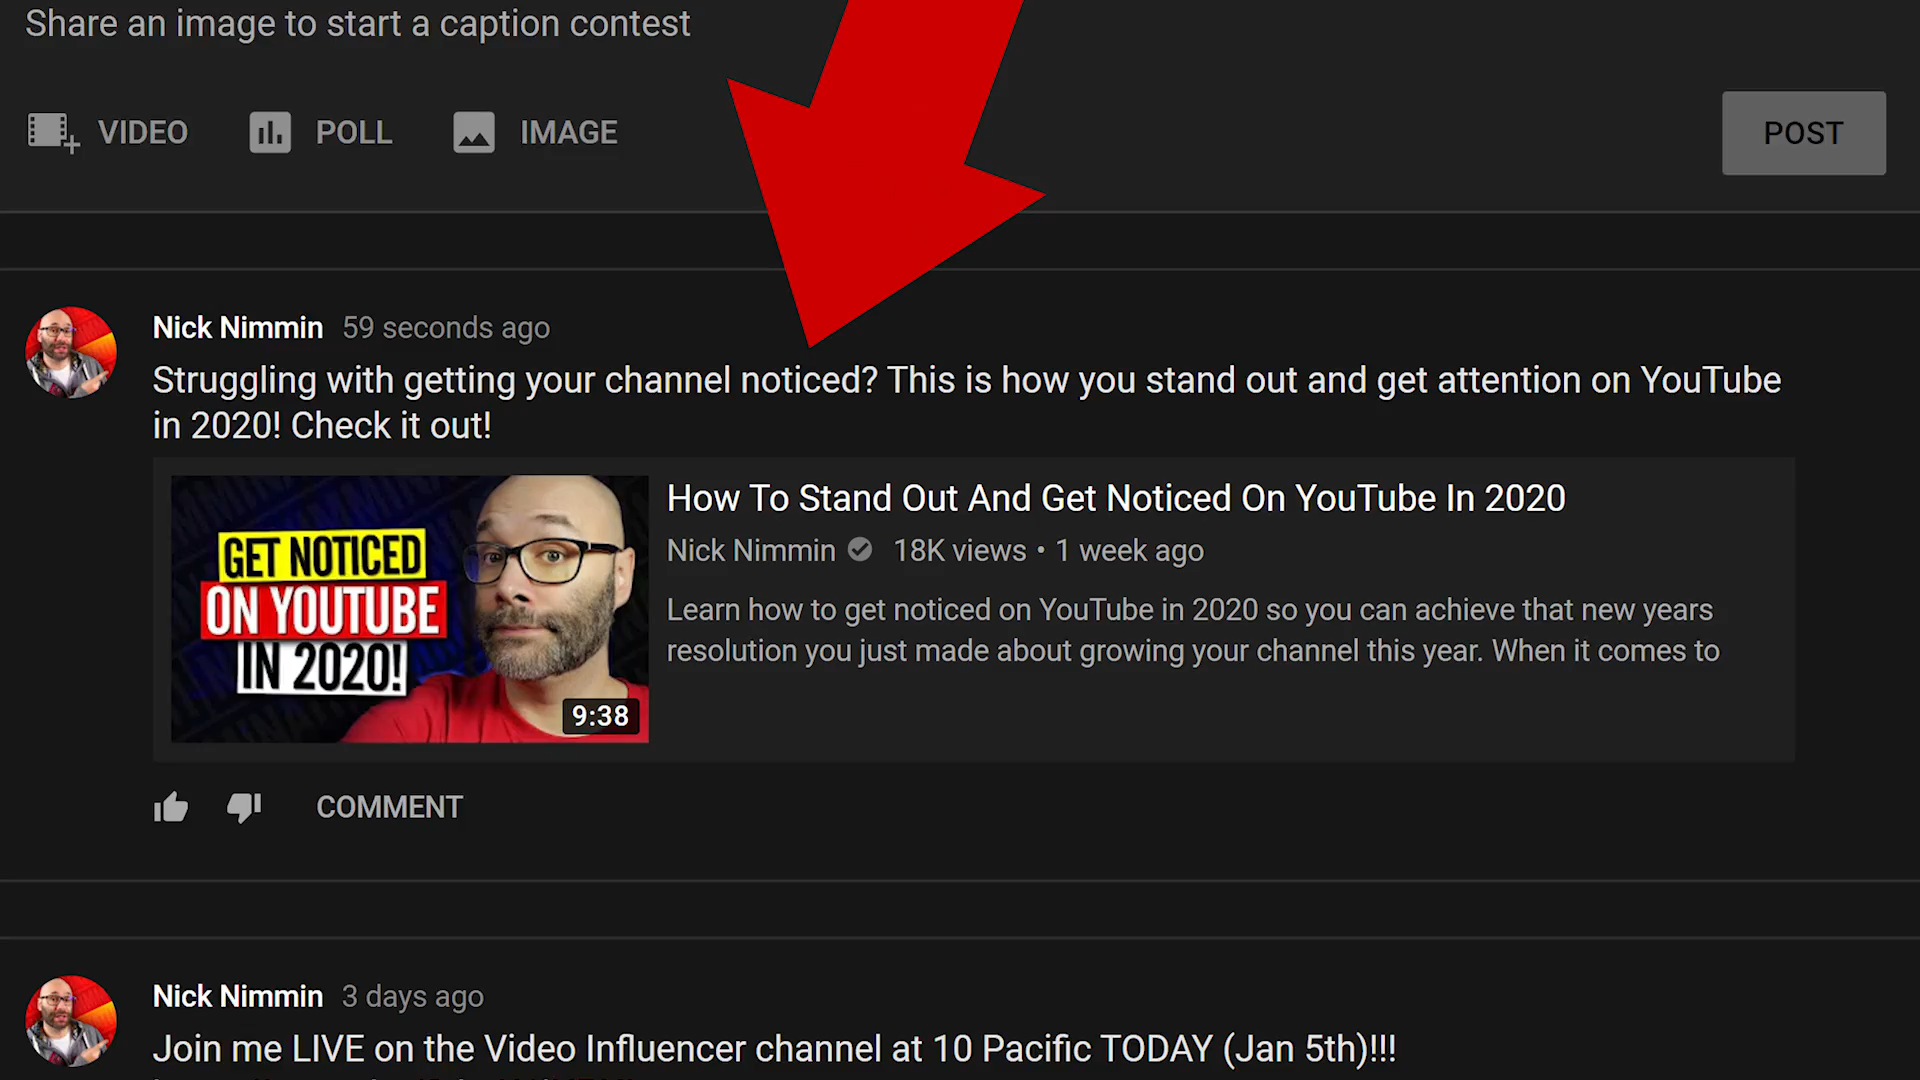 Share an image to start a caption contest
VIDEO POLL IMAGE POST
Nick Nimmin 59 seconds ago
Struggling with getting your channel noticed? This is how you stand out and get attention on YouTube
in 2020! Check it out!
GET NOTICED
ON YOUTUBE
IN 2020!
9:38
How To Stand Out And Get Noticed On YouTube In 2020
Nick Nimmin 18K views • 1 week ago
Learn how to get noticed on YouTube in 2020 so you can achieve that new years
resolution you just made about growing your channel this year. When it comes to
COMMENT
Nick Nimmin 3 days ago
Join me LIVE on the Video Influencer channel at 10 Pacific TODAY (Jan 5th)!!!